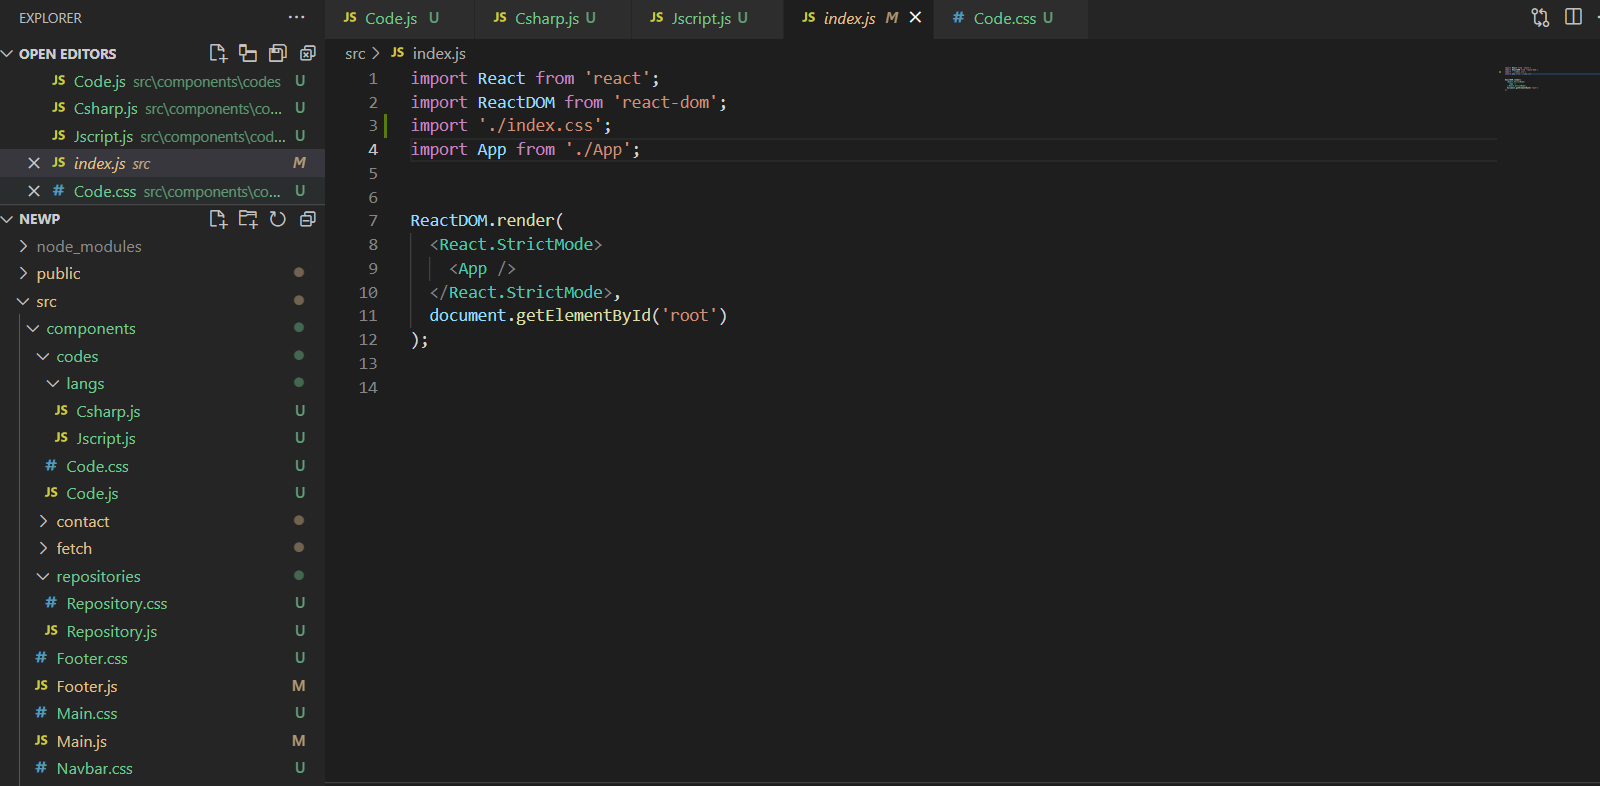 EXPLORER ...
OPEN EDITORS
JS Code.js src\components\codes U
JS Csharp.js src\components\co... U
JS Jscript.js src\components\cod... U
JS index.js src M
# Code.css src\components\co... U
NEWP
node_modules
public
src
components
codes
langs
JS Csharp.js U
JS Jscript.js U
# Code.css U
JS Code.js U
contact
fetch
repositories
# Repository.css U
JS Repository.js U
# Footer.css U
JS Footer.js M
# Main.css U
JS Main.js M
# Navbar.css U
JS Code.js U JS Csharp.js U JS Jscript.js U JS index.js M # Code.css U
src > JS index.js
1 import React from 'react';
2 import ReactDOM from 'react-dom';
3 import './index.css';
4 import App from './App';
5
6
7 ReactDOM.render(
8 <React.StrictMode>
9 <App />
10 </React.StrictMode>,
11 document.getElementById('root')
12 );
13
14